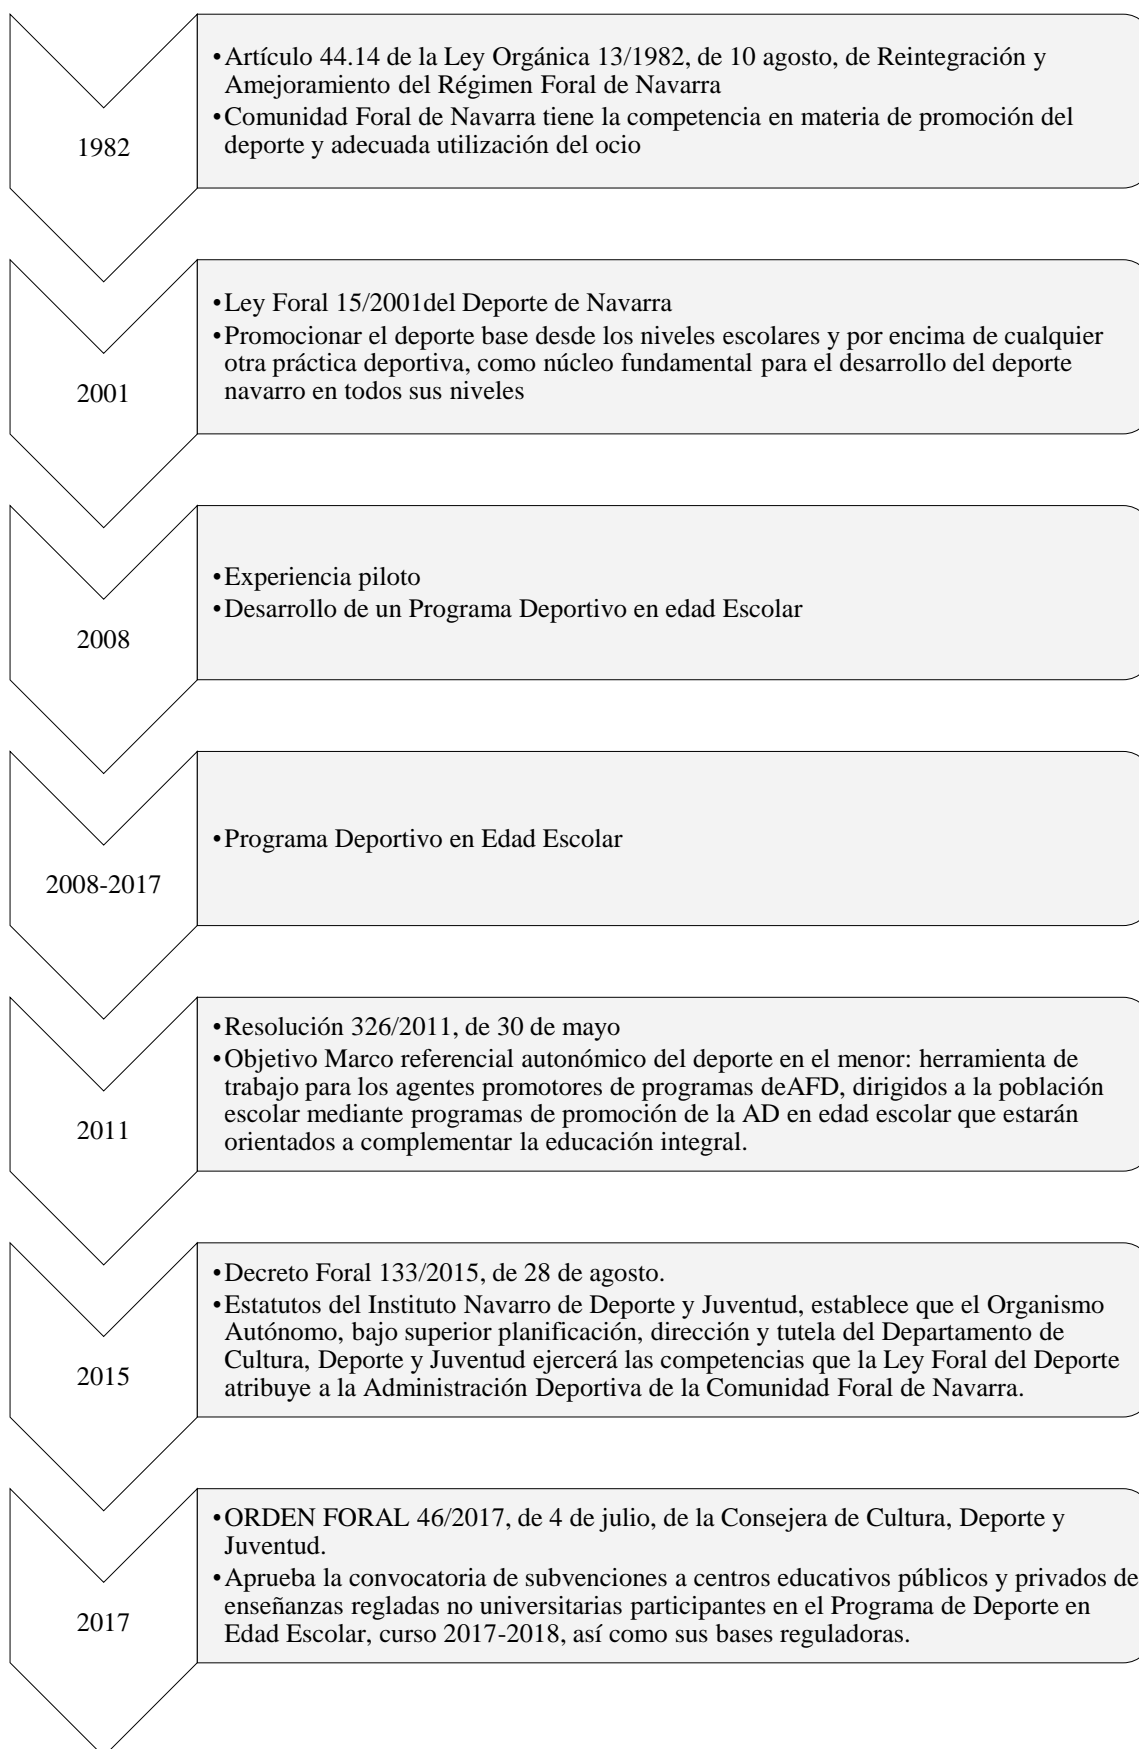 •Artículo 44.14 de la Ley Orgánica 13/1982, de 10 agosto, de Reintegración y
Amejoramiento del Régimen Foral de Navarra
•Comunidad Foral de Navarra tiene la competencia en materia de promoción del
deporte y adecuada utilización del ocio
1982
•Ley Foral 15/2001del Deporte de Navarra
•Promocionar el deporte base desde los niveles escolares y por encima de cualquier
otra práctica deportiva, como núcleo fundamental para el desarrollo del deporte
navarro en todos sus niveles
2001
•Experiencia piloto
•Desarrollo de un Programa Deportivo en edad Escolar
2008
•Programa Deportivo en Edad Escolar
2008-2017
•Resolución 326/2011, de 30 de mayo
•Objetivo Marco referencial autonómico del deporte en el menor: herramienta de
trabajo para los agentes promotores de programas deAFD, dirigidos a la población
escolar mediante programas de promoción de la AD en edad escolar que estarán
orientados a complementar la educación integral.
2011
•Decreto Foral 133/2015, de 28 de agosto.
•Estatutos del Instituto Navarro de Deporte y Juventud, establece que el Organismo
Autónomo, bajo superior planificación, dirección y tutela del Departamento de
Cultura, Deporte y Juventud ejercerá las competencias que la Ley Foral del Deporte
atribuye a la Administración Deportiva de la Comunidad Foral de Navarra.
2015
•ORDEN FORAL 46/2017, de 4 de julio, de la Consejera de Cultura, Deporte y
Juventud.
•Aprueba la convocatoria de subvenciones a centros educativos públicos y privados de
enseñanzas regladas no universitarias participantes en el Programa de Deporte en
Edad Escolar, curso 2017-2018, así como sus bases reguladoras.
2017